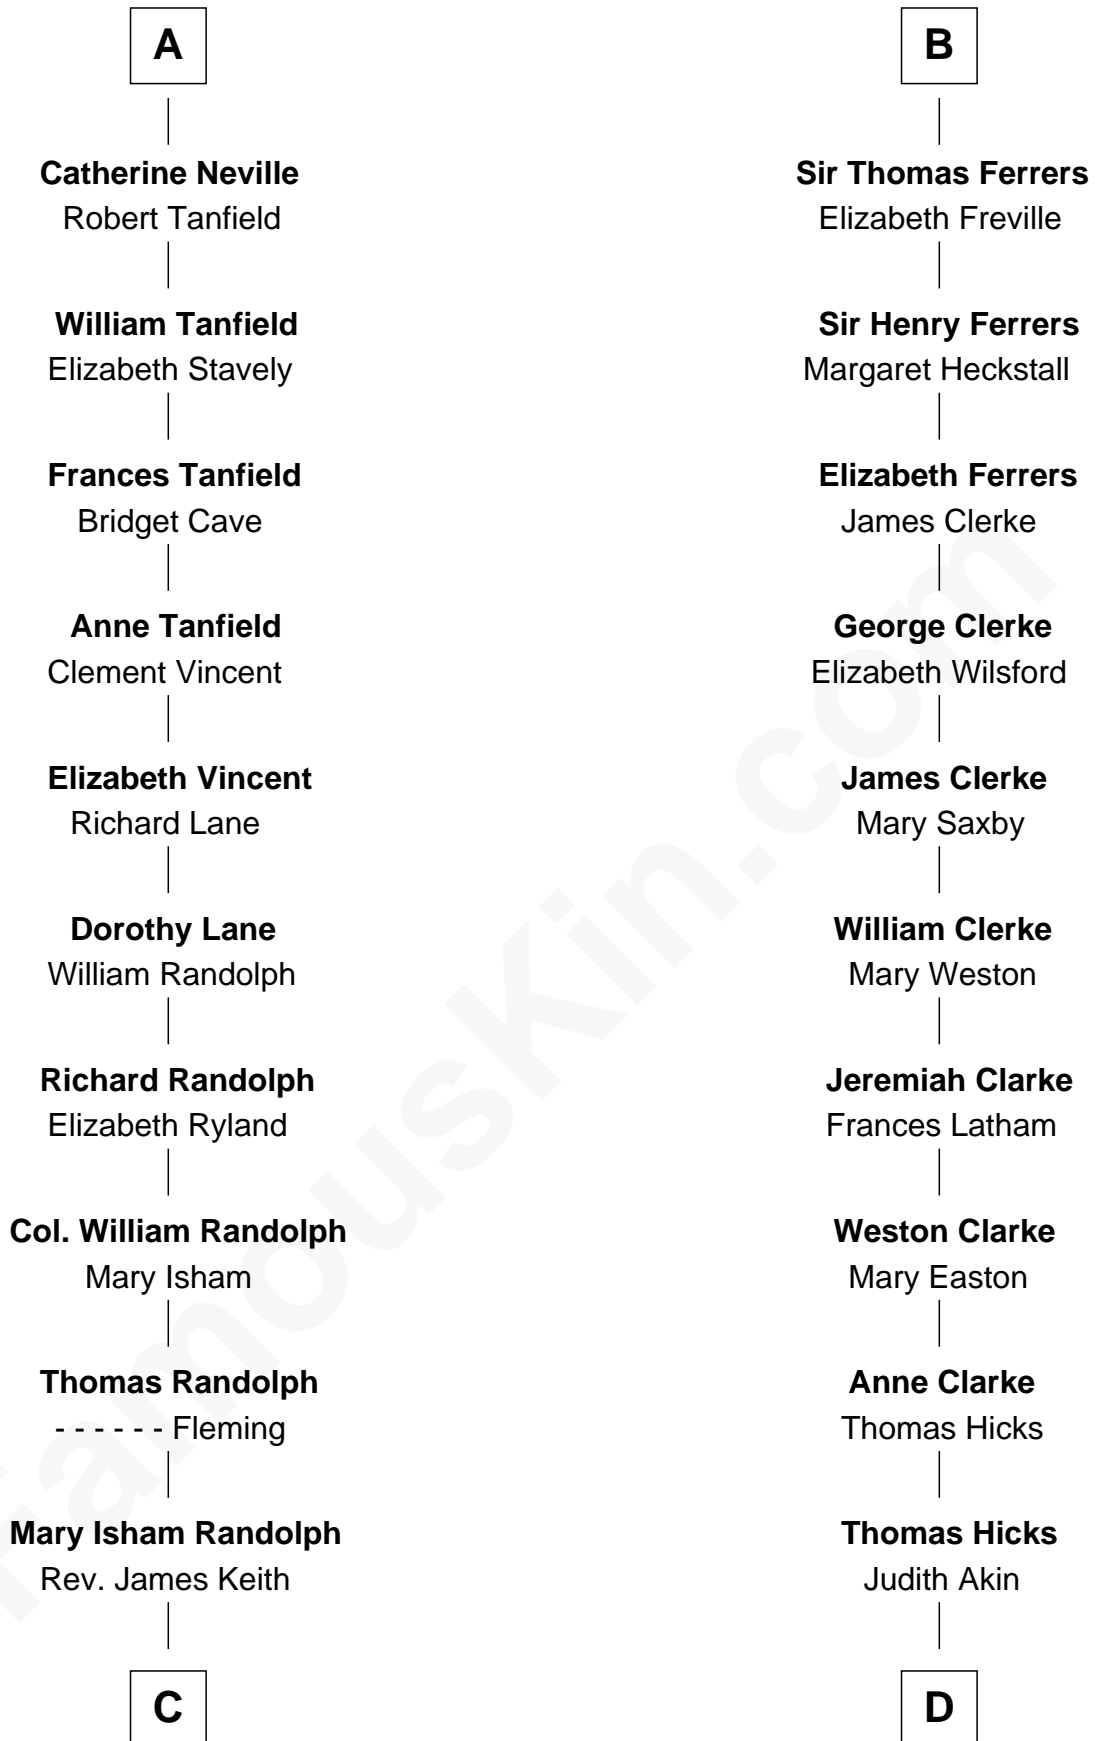 A
Catherine Neville
Robert Tanfield
William Tanfield
Elizabeth Stavely
Frances Tanfield
Bridget Cave
Anne Tanfield
Clement Vincent
Elizabeth Vincent
Richard Lane
Dorothy Lane
William Randolph
Richard Randolph
Elizabeth Ryland
Col. William Randolph
Mary Isham
Thomas Randolph
- - - - - - Fleming
Mary Isham Randolph
Rev. James Keith
C
B
Sir Thomas Ferrers
Elizabeth Freville
Sir Henry Ferrers
Margaret Heckstall
Elizabeth Ferrers
James Clerke
George Clerke
Elizabeth Wilsford
James Clerke
Mary Saxby
William Clerke
Mary Weston
Jeremiah Clarke
Frances Latham
Weston Clarke
Mary Easton
Anne Clarke
Thomas Hicks
Thomas Hicks
Judith Akin
D
FamousKin.com